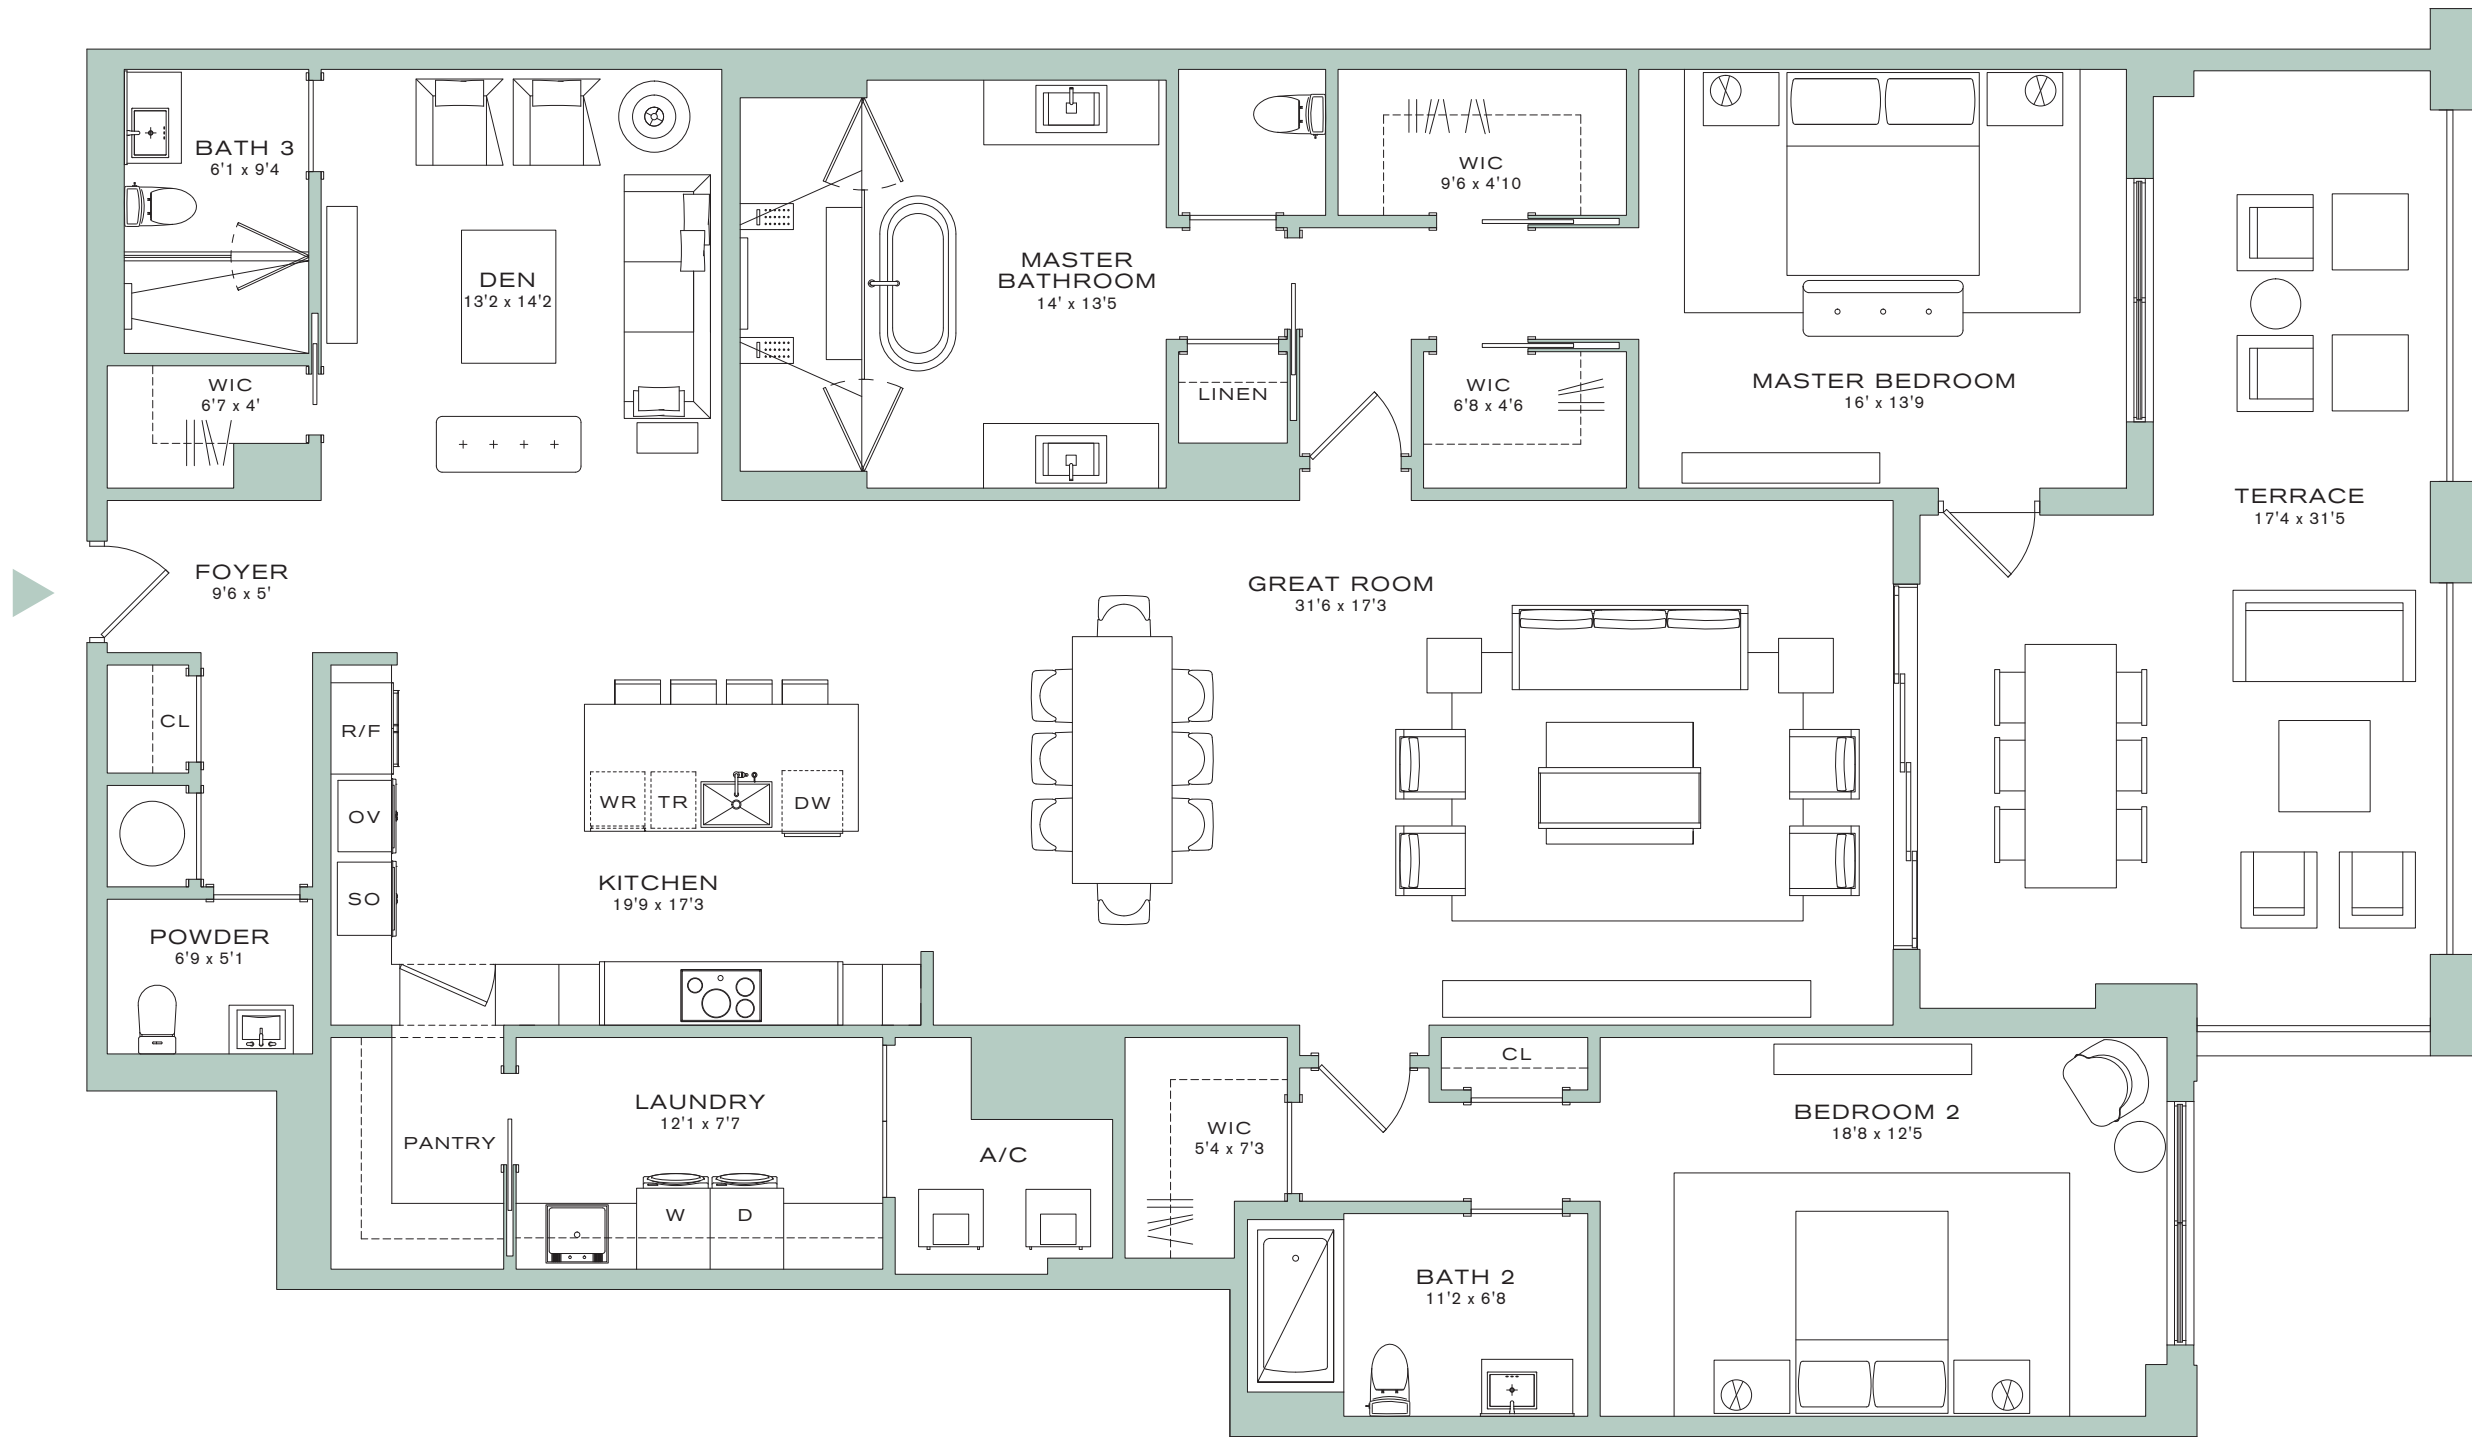 BATH 3
6'1 x 9'4
WIC
6'7 x 4'
DEN
13'2 x 14'2
MASTER
BATHROOM
14' x 13'5
LINEN
WIC
9'6 x 4'10
WIC
6'8 x 4'6
MASTER BEDROOM
16' x 13'9
TERRACE
17'4 x 31'5
FOYER
9'6 x 5'
GREAT ROOM
31'6 x 17'3
CL
R/F
OV
SO
WR
TR
DW
KITCHEN
19'9 x 17'3
POWDER
6'9 x 5'1
PANTRY
LAUNDRY
12'1 x 7'7
W
D
A/C
WIC
5'4 x 7'3
CL
BEDROOM 2
18'8 x 12'5
BATH 2
11'2 x 6'8